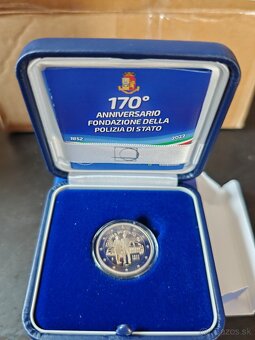 170°
ANNIVERSARIO
FONDAZIONE DELLA
POLIZIA DI STATO
1852
2022